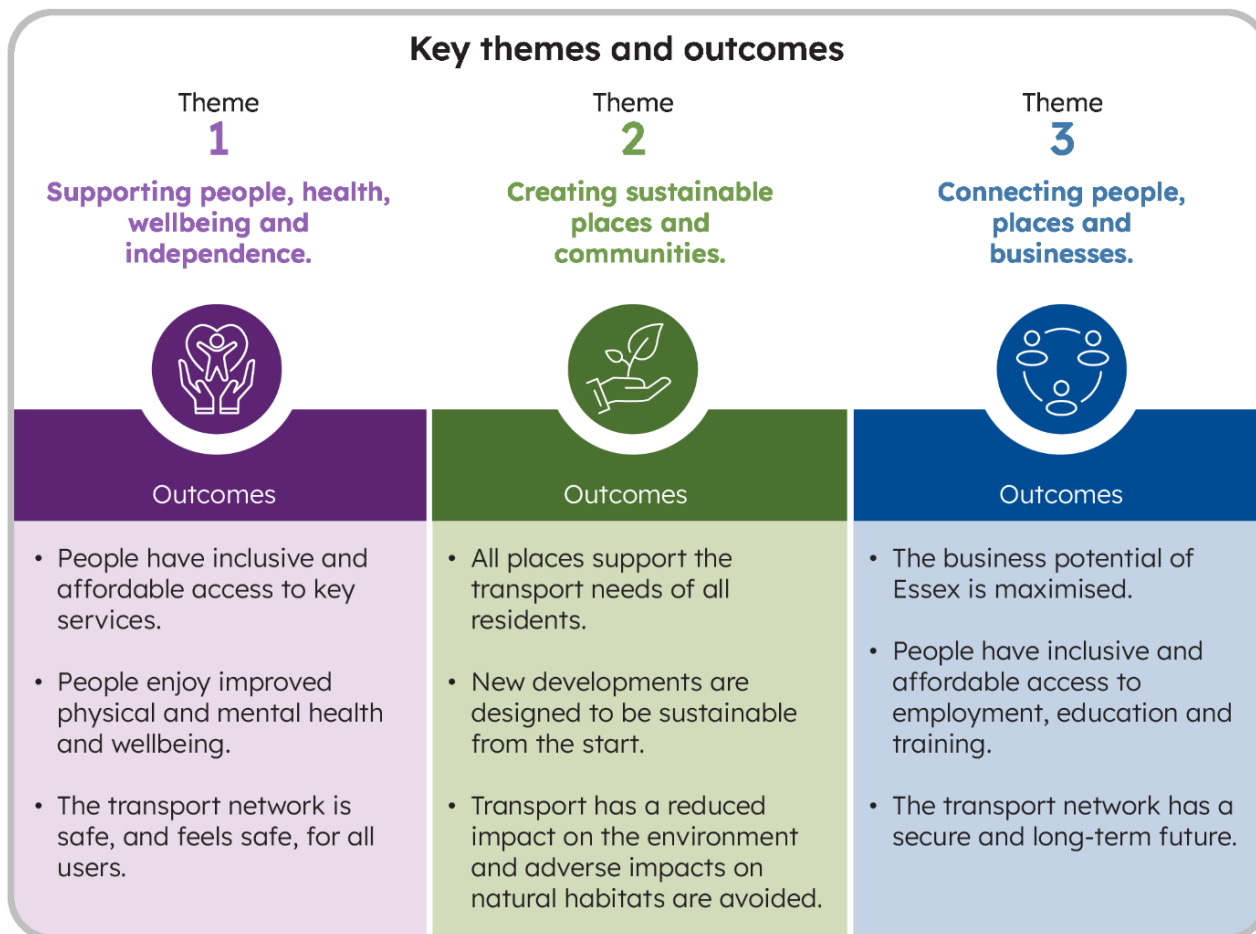 Key themes and outcomes
Theme
1
Supporting people, health,
wellbeing and
independence.
Outcomes
• People have inclusive and
affordable access to key
services.
• People enjoy improved
physical and mental health
and wellbeing.
• The transport network is
safe, and feels safe, for all
users.
Theme
2
Creating sustainable
places and
communities.
Outcomes
• All places support the
transport needs of all
residents.
• New developments are
designed to be sustainable
from the start.
• Transport has a reduced
impact on the environment
and adverse impacts on
natural habitats are avoided.
Theme
3
Connecting people,
places and
businesses.
Outcomes
• The business potential of
Essex is maximised.
• People have inclusive and
affordable access to
employment, education and
training.
• The transport network has a
secure and long-term future.